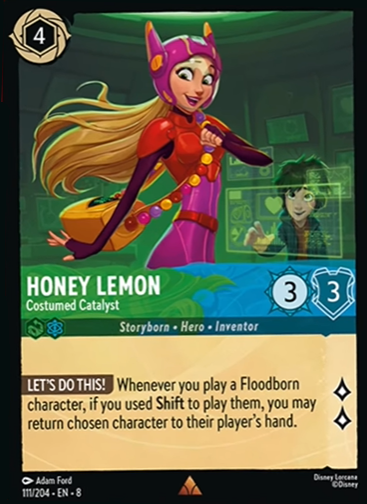 4
HONEY LEMON
Costumed Catalyst
3 3
Storyborn • Hero • Inventor
LET'S DO THIS! Whenever you play a Floodborn
character, if you used Shift to play them, you may
return chosen character to their player's hand.
Adam Ford
111/204 • EN • 8
Disney Lorcana
©Disney